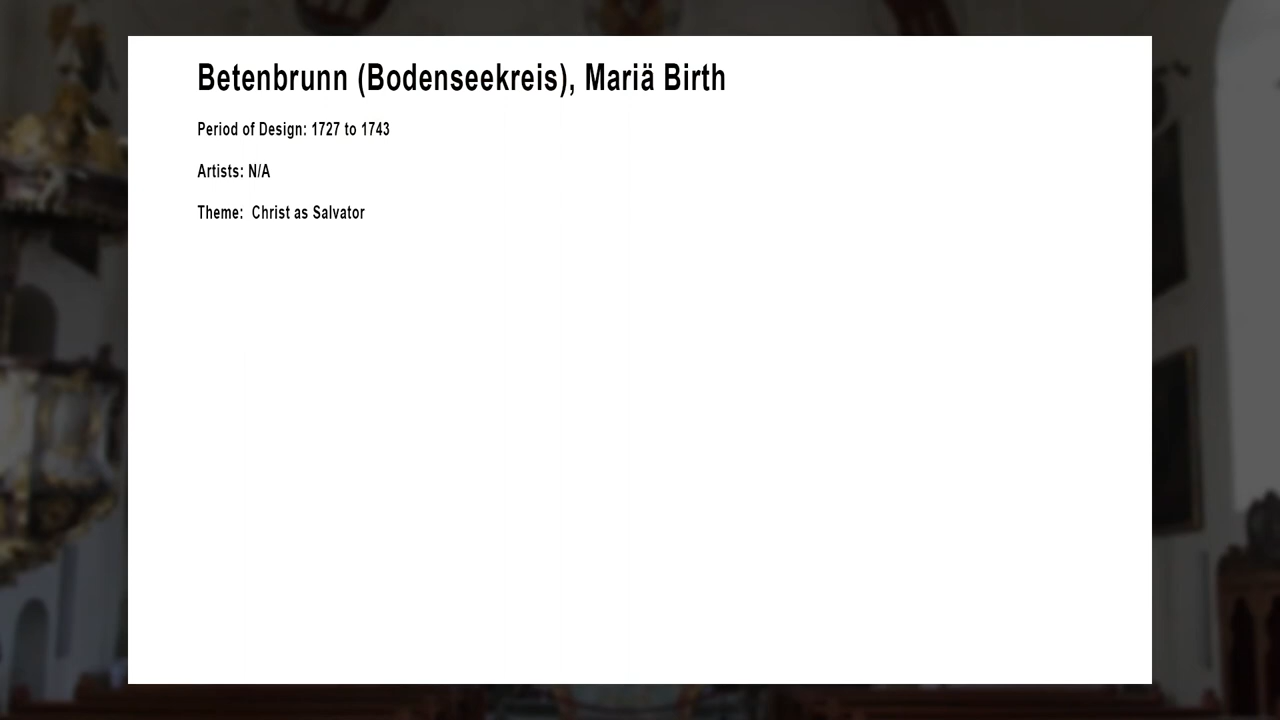 Betenbrunn (Bodenseekreis), Mariä Birth
Period of Design: 1727 to 1743
Artists: N/A
Theme:  Christ as Salvator